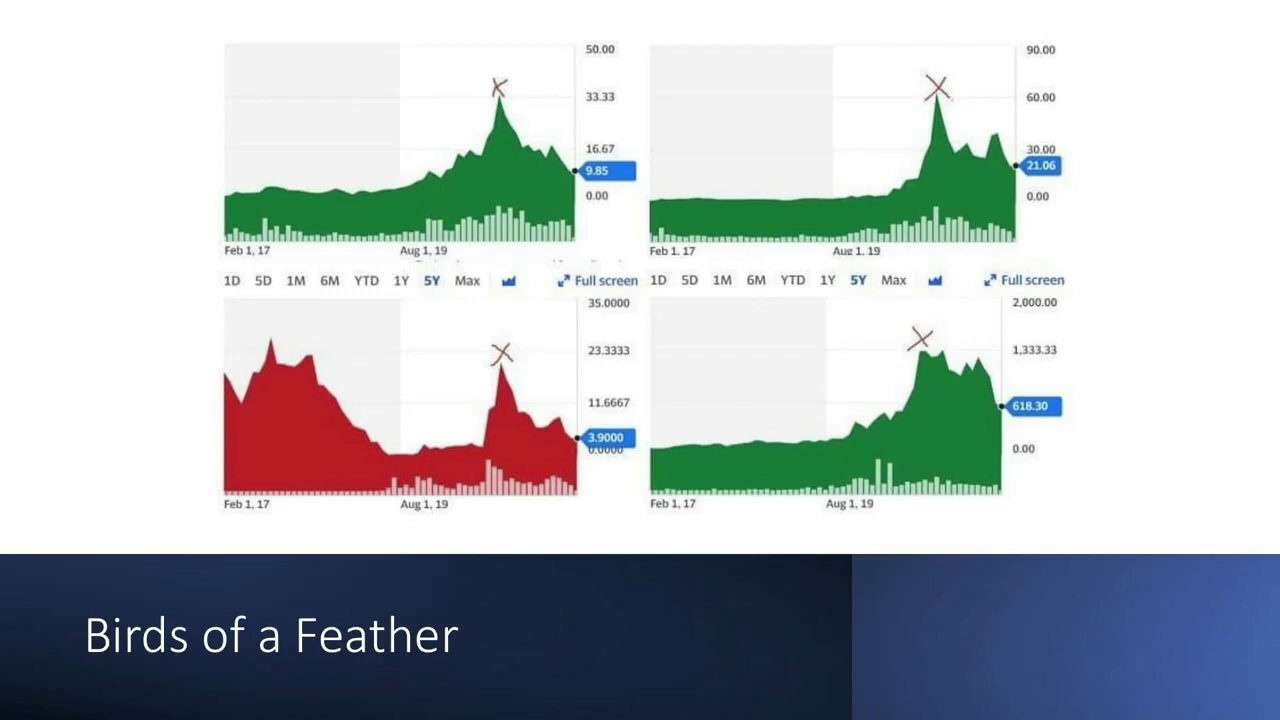 50.00
33.33
16.67
9.85
0.00
Feb 1, 17 Aug 1, 19
90.00
60.00
30.00
21.06
0.00
Feb 1, 17 Aug 1, 19
1D 5D 1M 6M YTD 1Y 5Y Max Full screen
35.0000
23.3333
11.6667
3.9000
0.0000
Feb 1, 17 Aug 1, 19
1D 5D 1M 6M YTD 1Y 5Y Max Full screen
2,000.00
1,333.33
618.30
0.00
Feb 1, 17 Aug 1, 19
Birds of a Feather